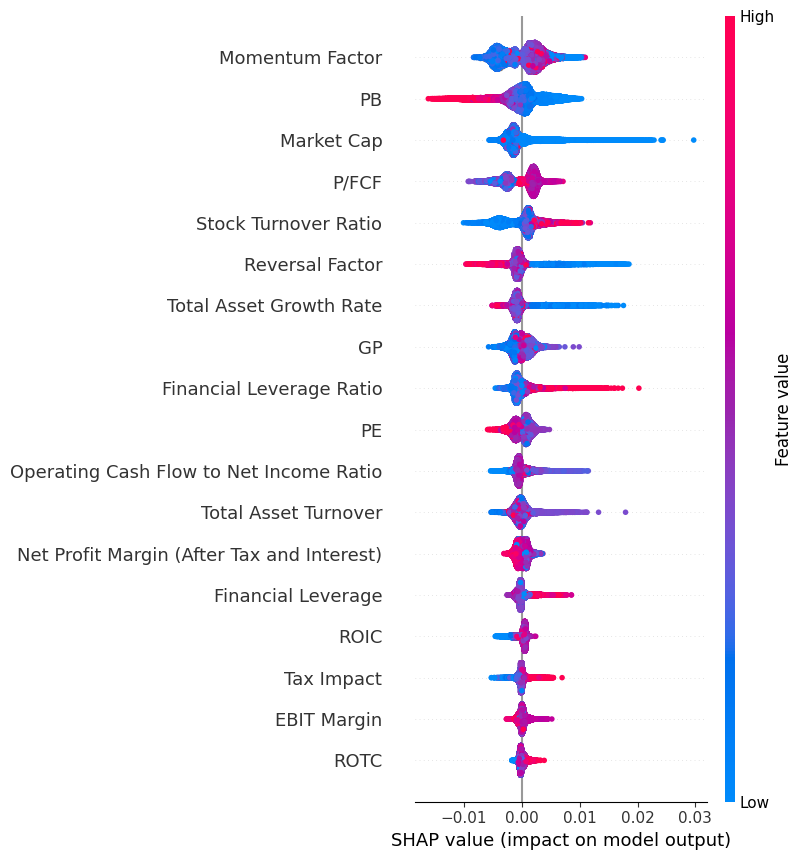 High
Momentum Factor
PB
Market Cap
P/FCF
Stock Turnover Ratio
Reversal Factor
Total Asset Growth Rate
GP
Financial Leverage Ratio
PE
Operating Cash Flow to Net Income Ratio
Total Asset Turnover
Net Profit Margin (After Tax and Interest)
Financial Leverage
ROIC
Tax Impact
EBIT Margin
ROTC
Feature value
Low
−0.01 0.00 0.01 0.02 0.03
SHAP value (impact on model output)